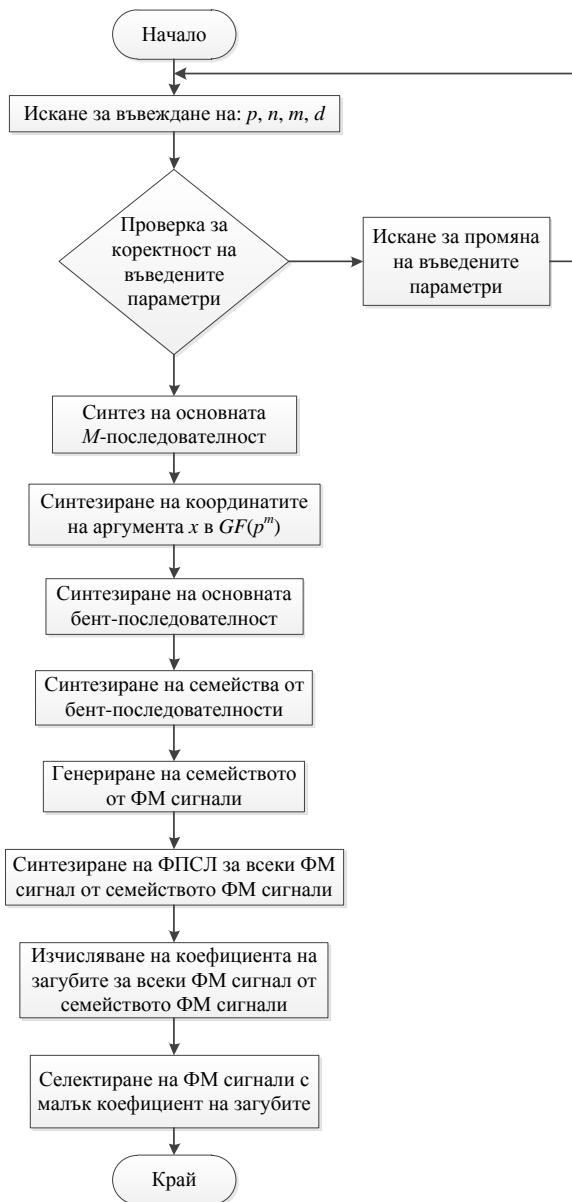 Начало
Искане за въвеждане на: p, n, m, d
Проверка за
коректност на
въведените
параметри
Искане за промяна
на въведените
параметри
Синтез на основната
M-последователност
Синтезиране на координатите
на аргумента x в GF(p^m)
Синтезиране на основната
бент-последователност
Синтезиране на семейства от
бент-последователности
Генериране на семейството
от ФМ сигнали
Синтезиране на ФПСЛ за всеки ФМ
сигнал от семейството ФМ сигнали
Изчисляване на коефициента на
загубите за всеки ФМ сигнал от
семейството ФМ сигнали
Селектиране на ФМ сигнали с
малък коефициент на загубите
Край